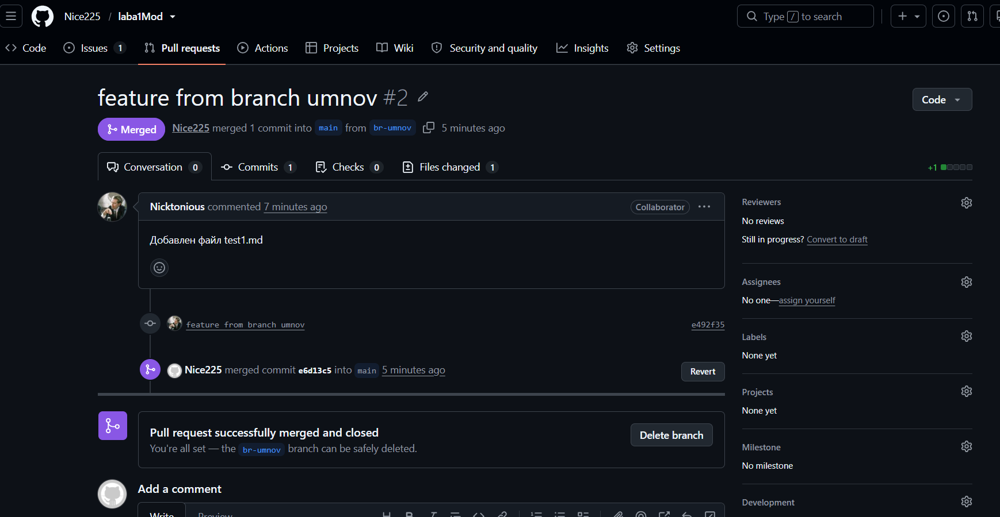 Nice225 / laba1Mod
Type / to search
Code
Issues 1
Pull requests
Actions
Projects
Wiki
Security and quality
Insights
Settings
feature from branch umnov #2
Code
Merged
Nice225 merged 1 commit into main from br-umnov 5 minutes ago
Conversation 0
Commits 1
Checks 0
Files changed 1
+1
Nicktonious commented 7 minutes ago
Collaborator
Добавлен файл test1.md
feature from branch umnov
e492f35
Nice225 merged commit e6d13c5 into main 5 minutes ago
Revert
Pull request successfully merged and closed
You're all set — the br-umnov branch can be safely deleted.
Delete branch
Add a comment
Write
Preview
Reviewers
No reviews
Still in progress? Convert to draft
Assignees
No one—assign yourself
Labels
None yet
Projects
None yet
Milestone
No milestone
Development